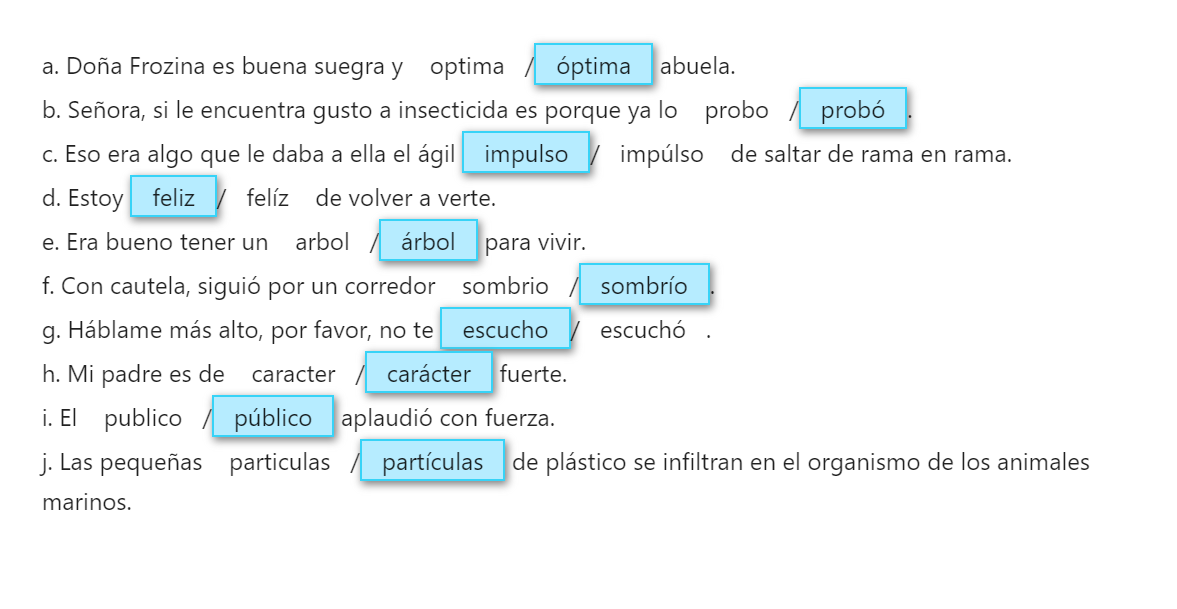 a. Doña Frozina es buena suegra y optima / óptima abuela.
b. Señora, si le encuentra gusto a insecticida es porque ya lo probo / probó.
c. Eso era algo que le daba a ella el ágil impulso / impúlso de saltar de rama en rama.
d. Estoy feliz / felíz de volver a verte.
e. Era bueno tener un arbol / árbol para vivir.
f. Con cautela, siguió por un corredor sombrio / sombrío.
g. Háblame más alto, por favor, no te escucho / escuchó .
h. Mi padre es de caracter / carácter fuerte.
i. El publico / público aplaudió con fuerza.
j. Las pequeñas particulas / partículas de plástico se infiltran en el organismo de los animales
marinos.